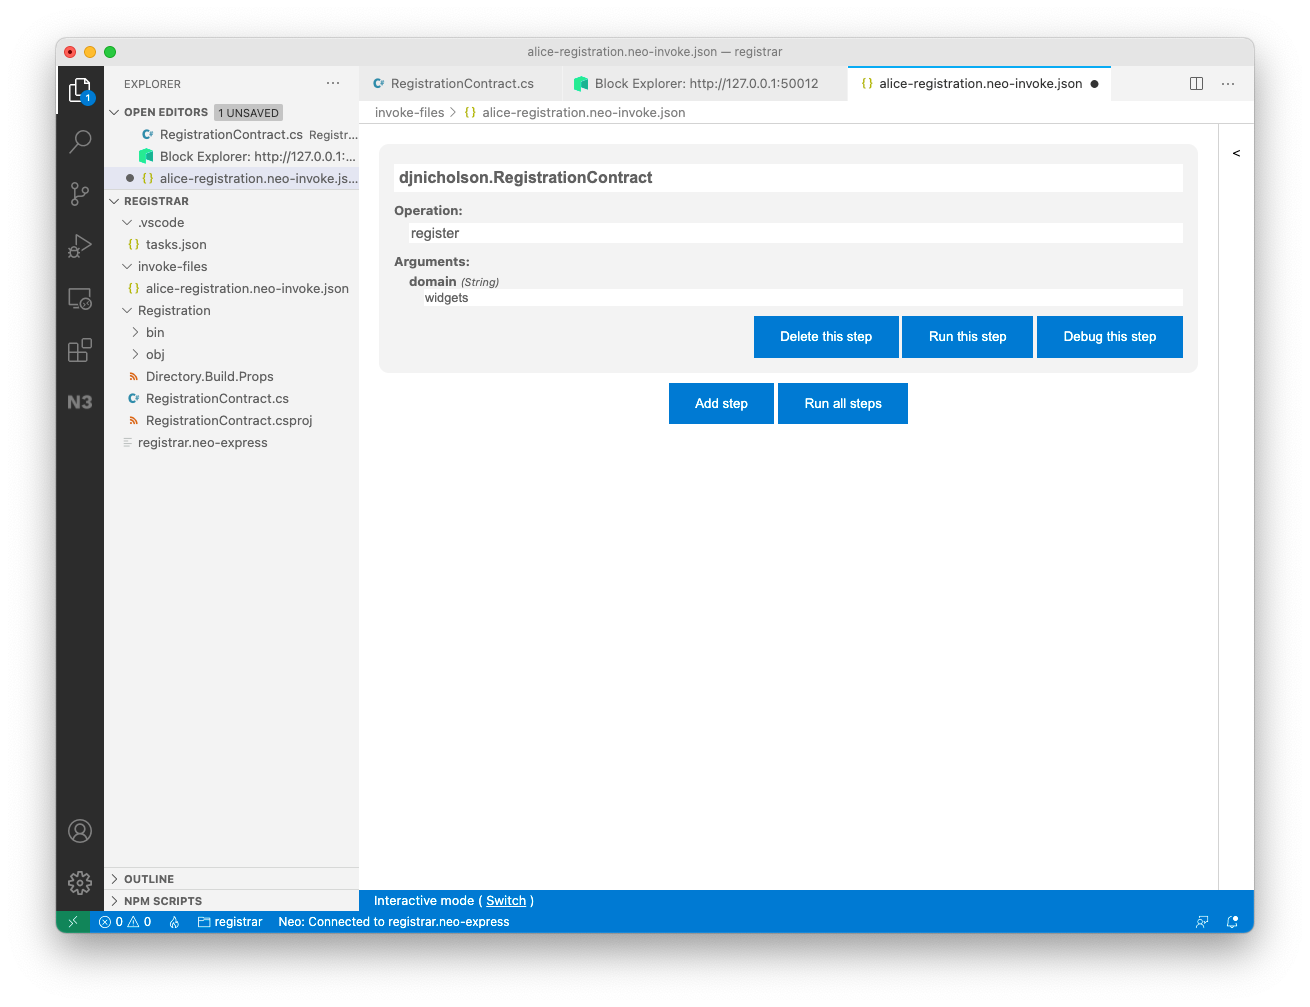 alice-registration.neo-invoke.json — registrar
1
EXPLORER ...
OPEN EDITORS 1 UNSAVED
RegistrationContract.cs Registr...
Block Explorer: http://127.0.0.1:...
{} alice-registration.neo-invoke.js...
REGISTRAR
.vscode
{} tasks.json
invoke-files
{} alice-registration.neo-invoke.json
Registration
bin
obj
Directory.Build.Props
C# RegistrationContract.cs
RegistrationContract.csproj
registrar.neo-express
N3
OUTLINE
NPM SCRIPTS
C# RegistrationContract.cs
Block Explorer: http://127.0.0.1:50012
{} alice-registration.neo-invoke.json ●
...
invoke-files > {} alice-registration.neo-invoke.json
<
djnicholson.RegistrationContract
Operation:
register
Arguments:
domain (String)
widgets
Delete this step Run this step Debug this step
Add step Run all steps
Interactive mode ( Switch )
0 0 registrar Neo: Connected to registrar.neo-express